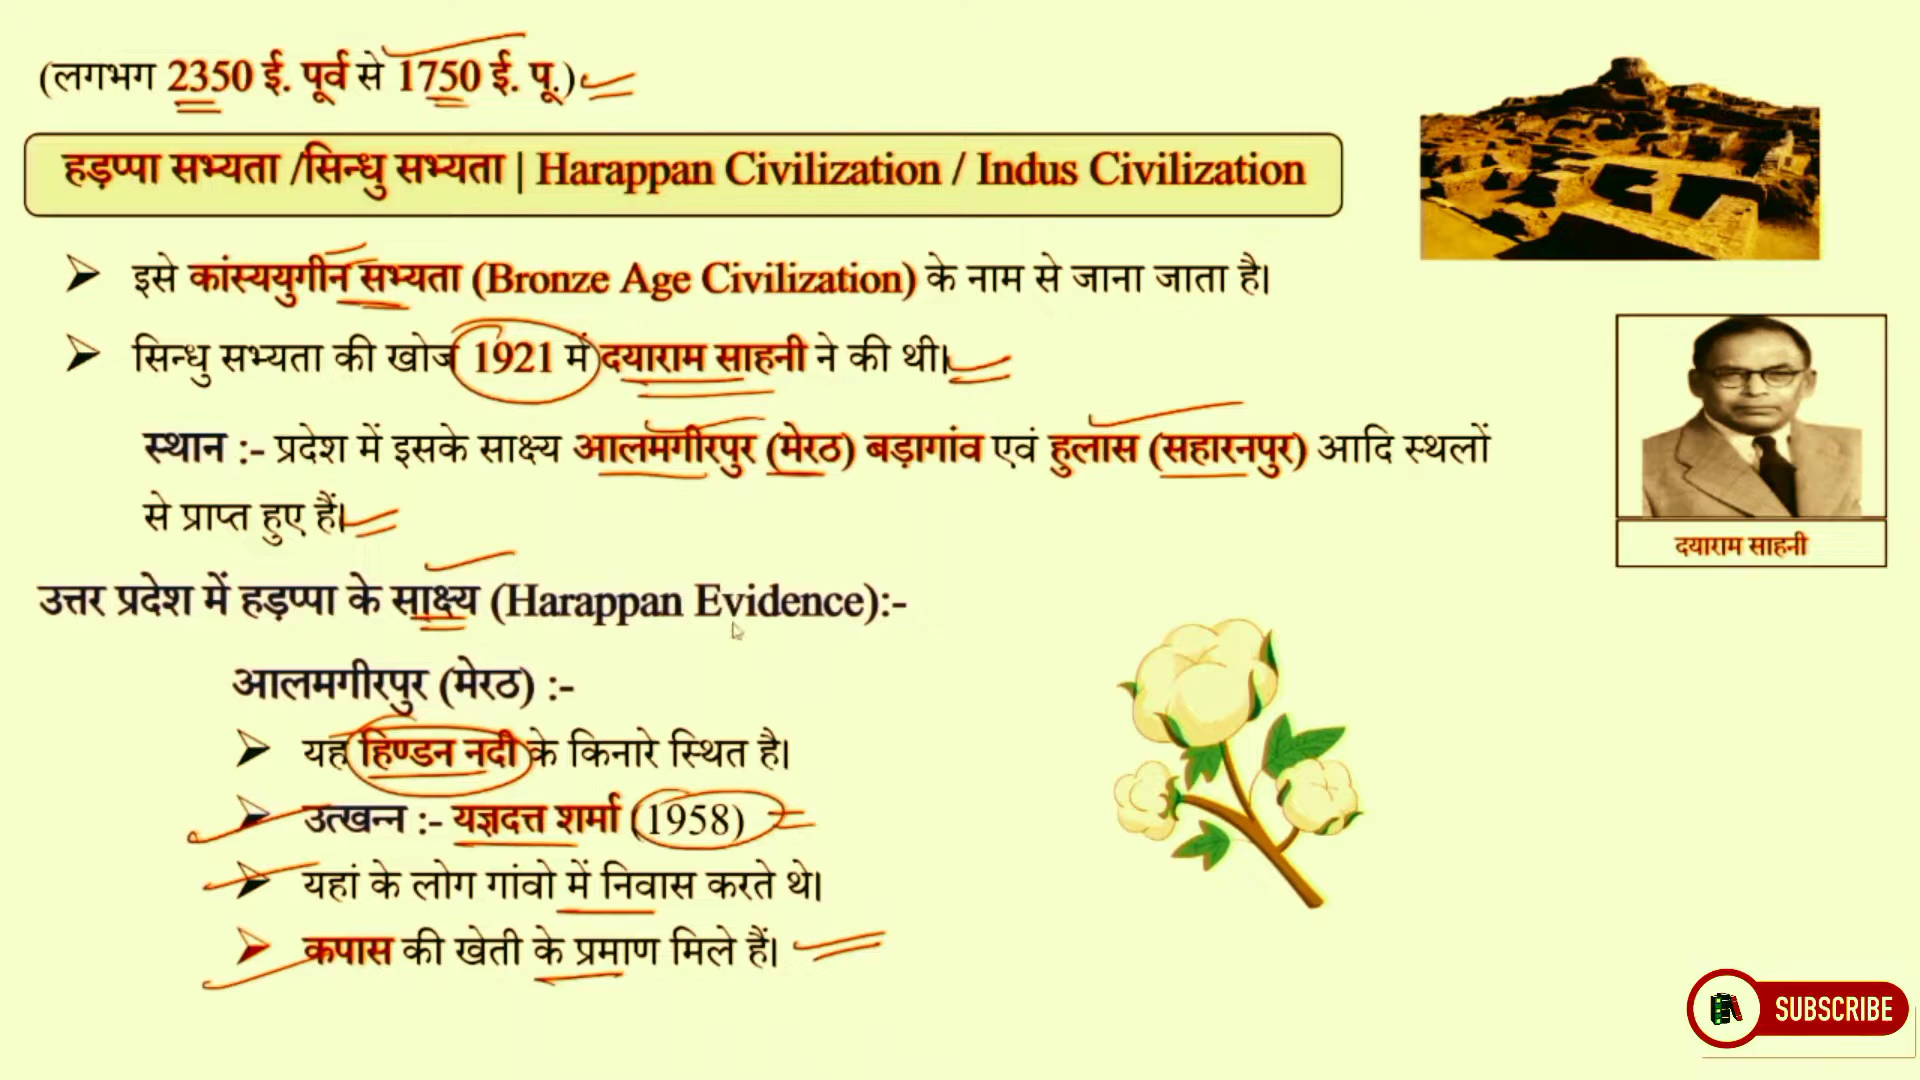 (लगभग 2350 ई. पूर्व से 1750 ई. पू.)
हड़प्पा सभ्यता /सिन्धु सभ्यता | Harappan Civilization / Indus Civilization
इसे कांस्ययुगीन सभ्यता (Bronze Age Civilization) के नाम से जाना जाता है।
सिन्धु सभ्यता की खोज 1921 में दयाराम साहनी ने की थी।
स्थान :- प्रदेश में इसके साक्ष्य आलमगीरपुर (मेरठ) बड़ागांव एवं हुलास (सहारनपुर) आदि स्थलों
से प्राप्त हुए हैं।
दयाराम साहनी
उत्तर प्रदेश में हड़प्पा के साक्ष्य (Harappan Evidence):-
आलमगीरपुर (मेरठ) :-
यह हिण्डन नदी के किनारे स्थित है।
उत्खन्न :- यज्ञदत्त शर्मा (1958)
यहां के लोग गांवो में निवास करते थे।
कपास की खेती के प्रमाण मिले हैं।
SUBSCRIBE